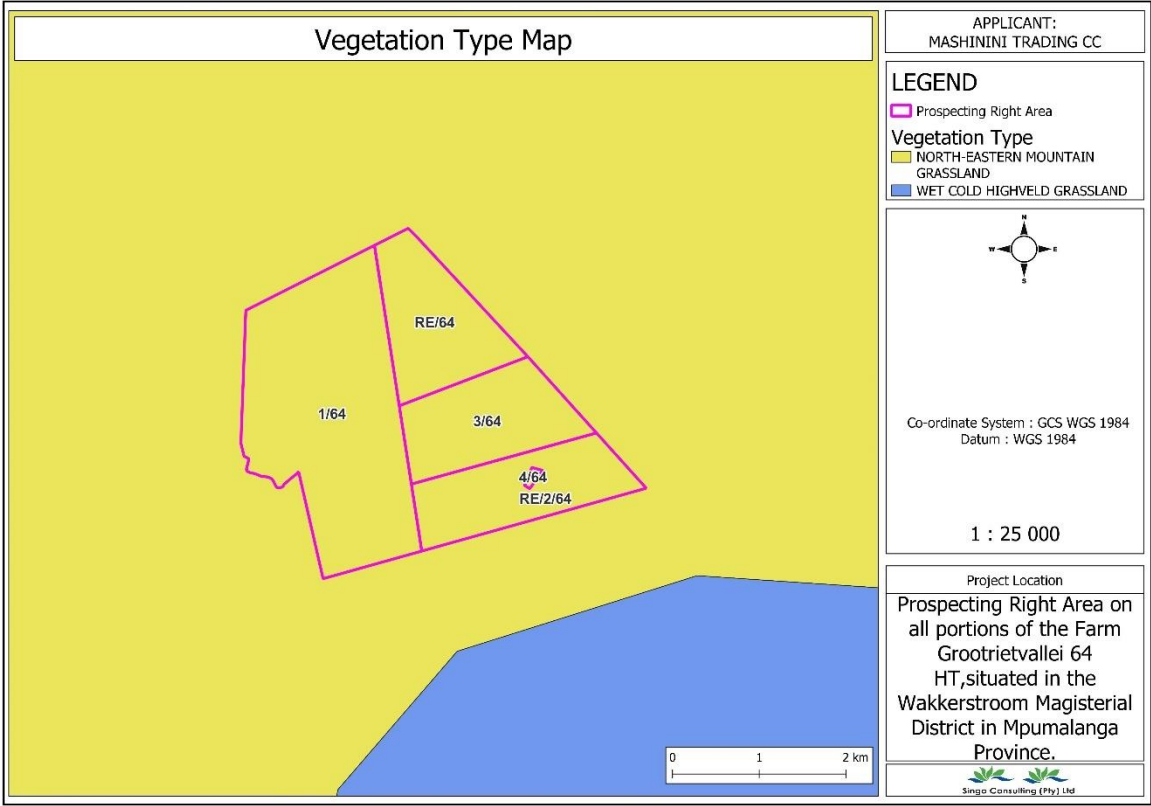 Vegetation Type Map
RE/64
1/64
3/64
4/64
RE/2/64
0 1 2 km
APPLICANT:
MASHININI TRADING CC
LEGEND
Prospecting Right Area
Vegetation Type
NORTH-EASTERN MOUNTAIN
GRASSLAND
WET COLD HIGHVELD GRASSLAND
N
W E
S
Co-ordinate System : GCS WGS 1984
Datum : WGS 1984
1 : 25 000
Project Location
Prospecting Right Area on
all portions of the Farm
Grootrietvallei 64
HT,situated in the
Wakkerstroom Magisterial
District in Mpumalanga
Province.
Singo Consulting (Pty) Ltd